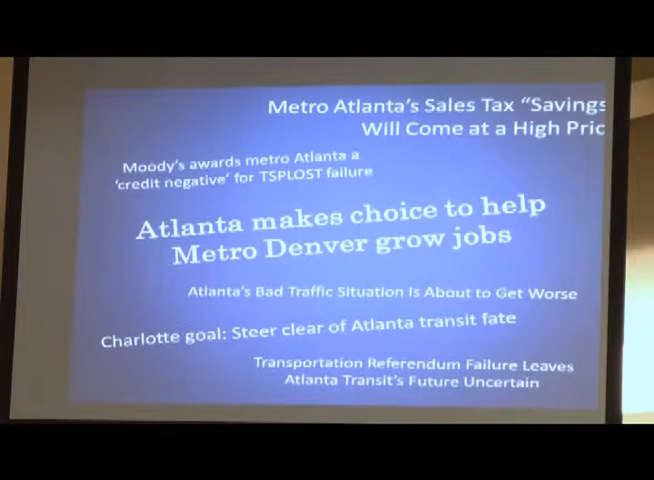 Metro Atlanta's Sales Tax "Savings
Will Come at a High Pric
Moody's awards metro Atlanta a
'credit negative' for TSPLOST failure
Atlanta makes choice to help
Metro Denver grow jobs
Atlanta's Bad Traffic Situation Is About to Get Worse
Charlotte goal: Steer clear of Atlanta transit fate
Transportation Referendum Failure Leaves
Atlanta Transit's Future Uncertain